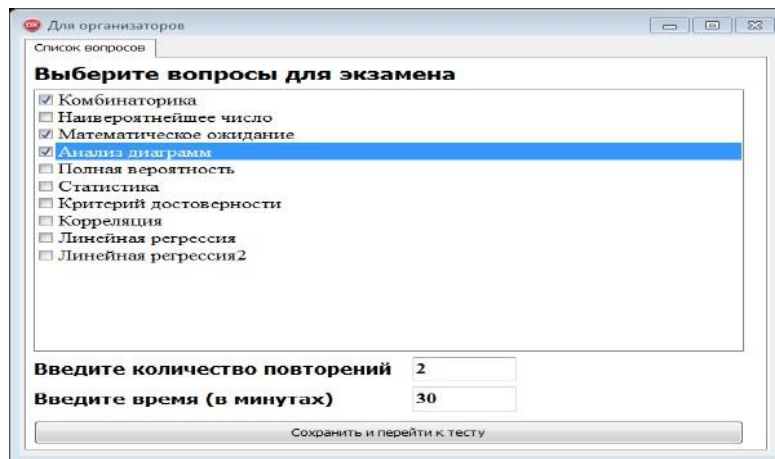 Для организаторов
Список вопросов
Выберите вопросы для экзамена
Комбинаторика
Наивероятнейшее число
Математическое ожидание
Анализ диаграмм
Полная вероятность
Статистика
Критерий достоверности
Корреляция
Линейная регрессия
Линейная регрессия2
Введите количество повторений 2
Введите время (в минутах) 30
Сохранить и перейти к тесту